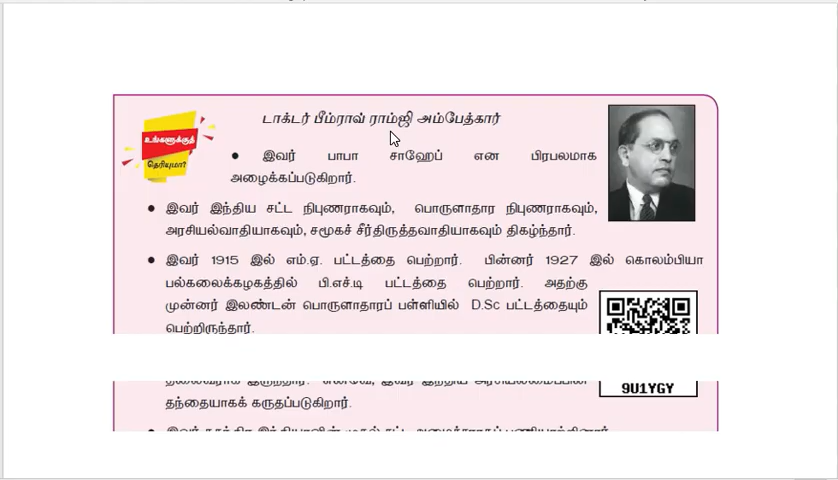 உங்களுக்குத்
தெரியுமா?
டாக்டர் பீம்ராவ் ராம்ஜி அம்பேத்கார்
● இவர் பாபா சாஹேப் என பிரபலமாக
அழைக்கப்படுகிறார்.
● இவர் இந்திய சட்ட நிபுணராகவும், பொருளாதார நிபுணராகவும்,
அரசியல்வாதியாகவும், சமூகச் சீர்திருத்தவாதியாகவும் திகழ்ந்தார்.
● இவர் 1915 இல் எம்.ஏ. பட்டத்தை பெற்றார். பின்னர் 1927 இல் கொலம்பியா
பல்கலைக்கழகத்தில் பி.எச்.டி பட்டத்தை பெற்றார். அதற்கு
முன்னர் இலண்டன் பொருளாதாரப் பள்ளியில் D.Sc பட்டத்தையும்
பெற்றிருந்தார்.
9U1YGY
தந்தையாகக் கருதப்படுகிறார்.